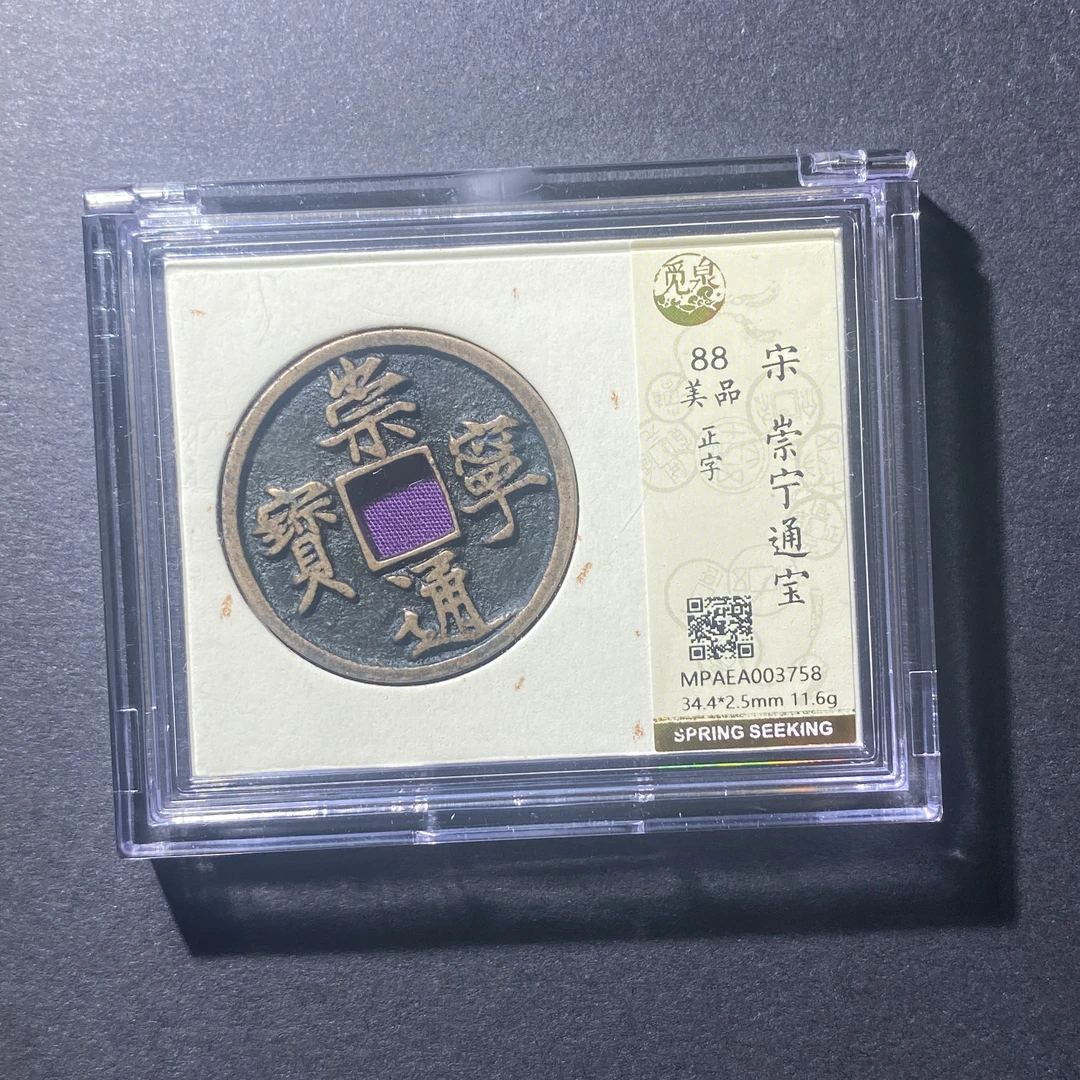 崇
寧
通
寶
觅泉
宋 崇宁通宝
88
美品
正字
MPAEA003758
34.4*2.5mm 11.6g
SPRING SEEKING